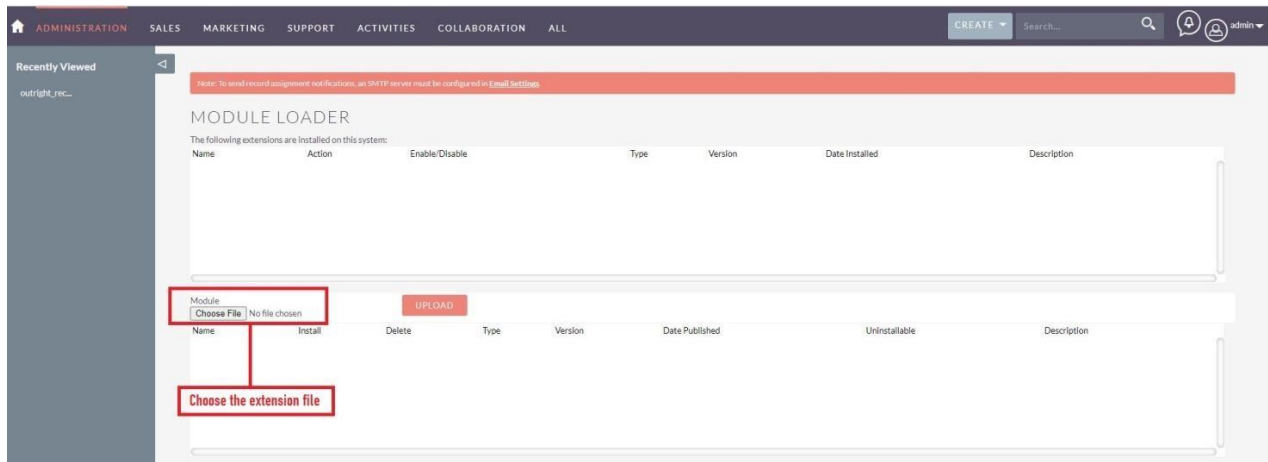 ADMINISTRATION SALES MARKETING SUPPORT ACTIVITIES COLLABORATION ALL CREATE Search... admin
Recently Viewed
outright_rec...
Note: To send record assignment notifications, an SMTP server must be configured in Email Settings.
MODULE LOADER
The following extensions are installed on this system:
Name Action Enable/Disable Type Version Date Installed Description
Module
Choose File No file chosen UPLOAD
Name Install Delete Type Version Date Published Uninstallable Description
Choose the extension file